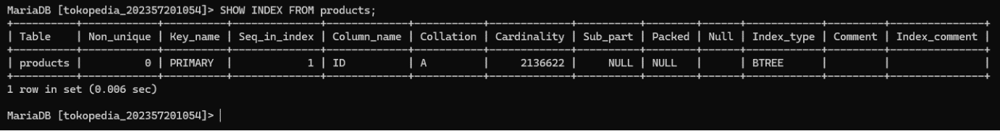 MariaDB [tokopedia_202357201054]> SHOW INDEX FROM products;
+----------+------------+----------+--------------+-------------+-----------+-------------+----------+--------+------+------------+---------+---------------+
| Table    | Non_unique | Key_name | Seq_in_index | Column_name | Collation | Cardinality | Sub_part | Packed | Null | Index_type | Comment | Index_comment |
+----------+------------+----------+--------------+-------------+-----------+-------------+----------+--------+------+------------+---------+---------------+
| products |          0 | PRIMARY  |            1 | ID          | A         |     2136622 |     NULL | NULL   |      | BTREE      |         |               |
+----------+------------+----------+--------------+-------------+-----------+-------------+----------+--------+------+------------+---------+---------------+
1 row in set (0.006 sec)
MariaDB [tokopedia_202357201054]>